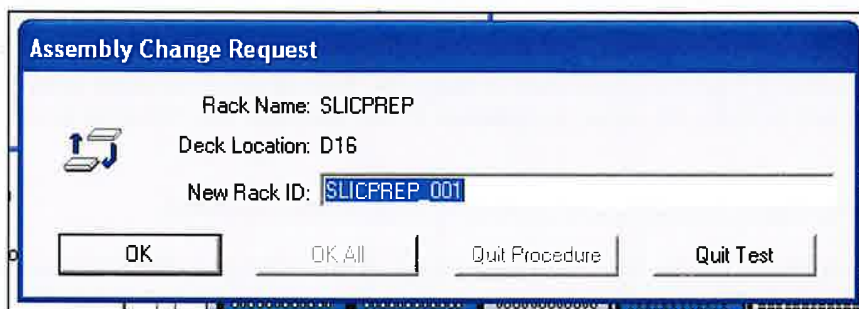 Assembly Change Request
Rack Name: SLICPREP
Deck Location: D16
New Rack ID: SLICPREP_001
OK
OK All
Quit Procedure
Quit Test